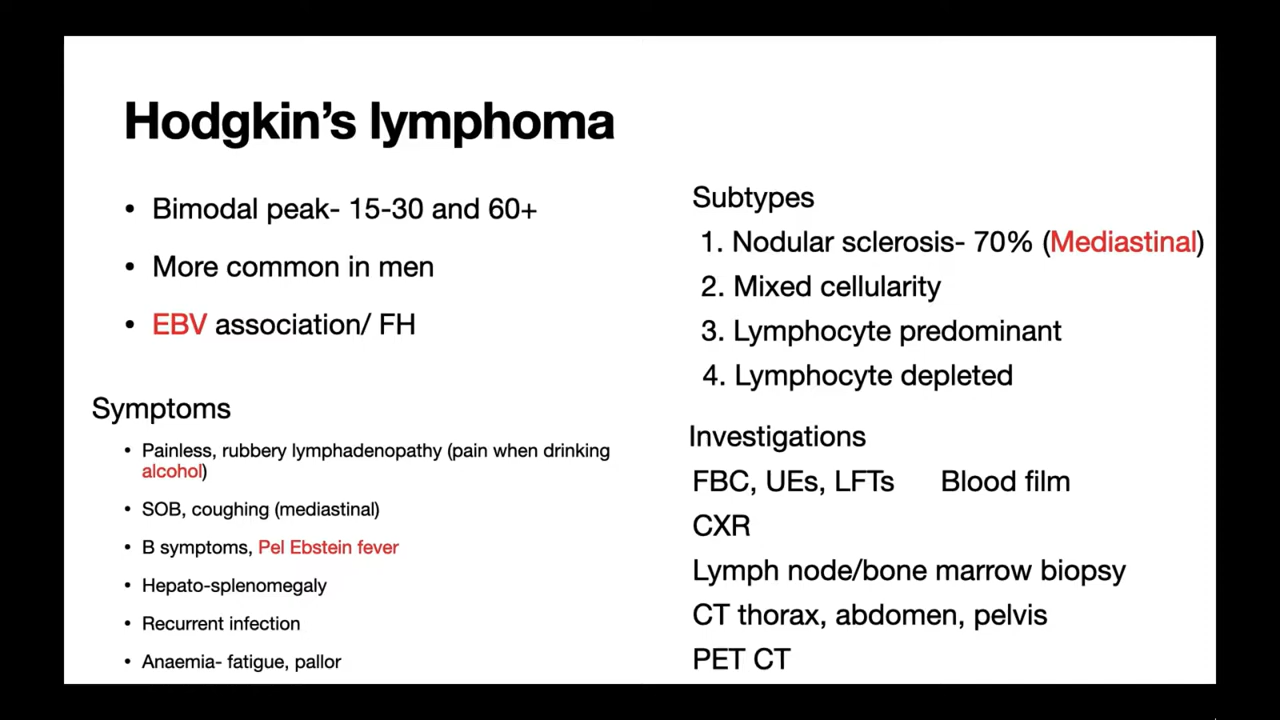 Hodgkin's lymphoma
• Bimodal peak- 15-30 and 60+
• More common in men
• EBV association/ FH
Symptoms
• Painless, rubbery lymphadenopathy (pain when drinking
alcohol)
• SOB, coughing (mediastinal)
• B symptoms, Pel Ebstein fever
• Hepato-splenomegaly
• Recurrent infection
• Anaemia- fatigue, pallor
Subtypes
1. Nodular sclerosis- 70% (Mediastinal)
2. Mixed cellularity
3. Lymphocyte predominant
4. Lymphocyte depleted
Investigations
FBC, UEs, LFTs Blood film
CXR
Lymph node/bone marrow biopsy
CT thorax, abdomen, pelvis
PET CT